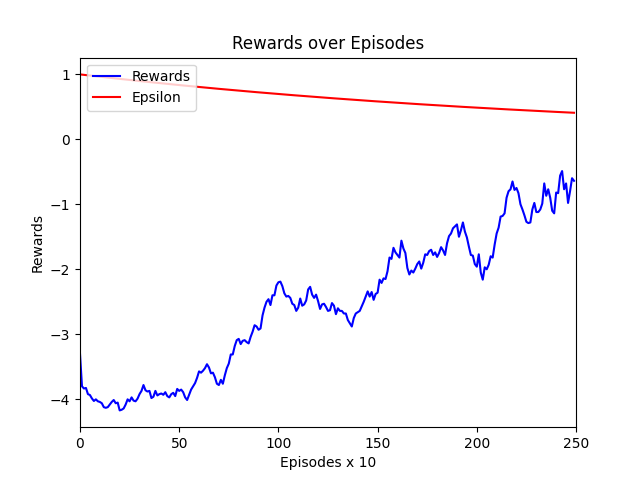 Rewards over Episodes
Rewards
Epsilon
1
0
−1
−2
−3
−4
Rewards
0
50
100
150
200
250
Episodes x 10